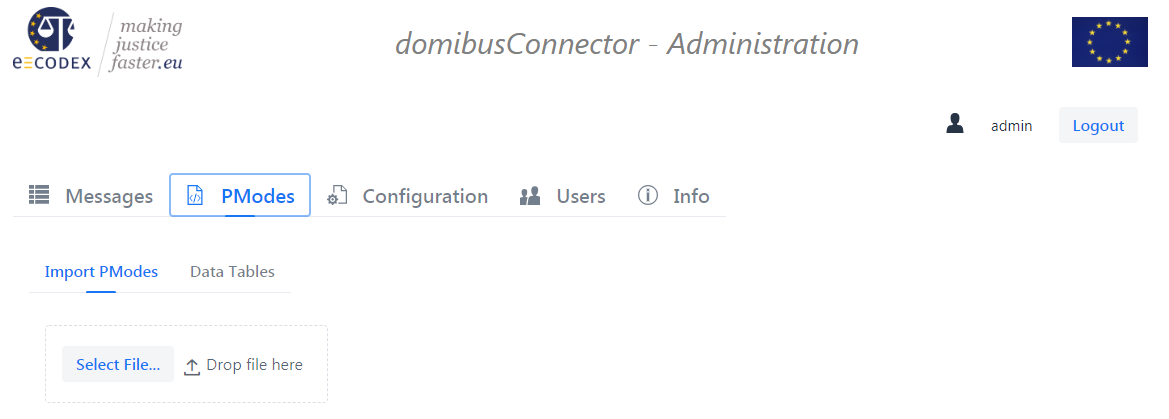 making
justice
faster.eu
eCODEX
domibusConnector - Administration
admin
Logout
Messages
PModes
Configuration
Users
Info
Import PModes
Data Tables
Select File...
Drop file here